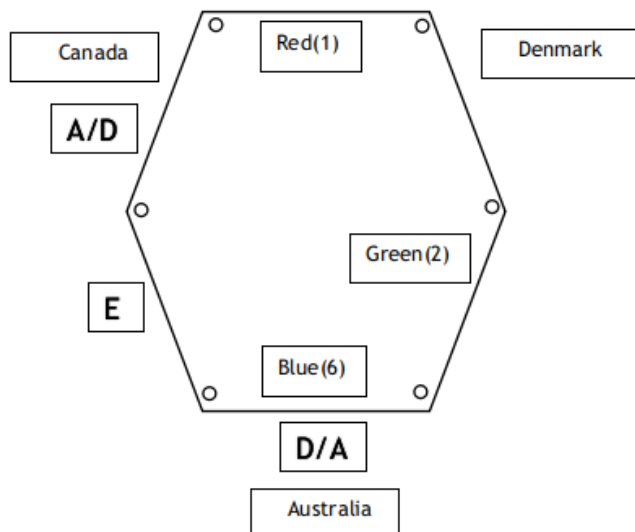 Red(1)
Canada
Denmark
A/D
Green(2)
E
Blue(6)
D/A
Australia